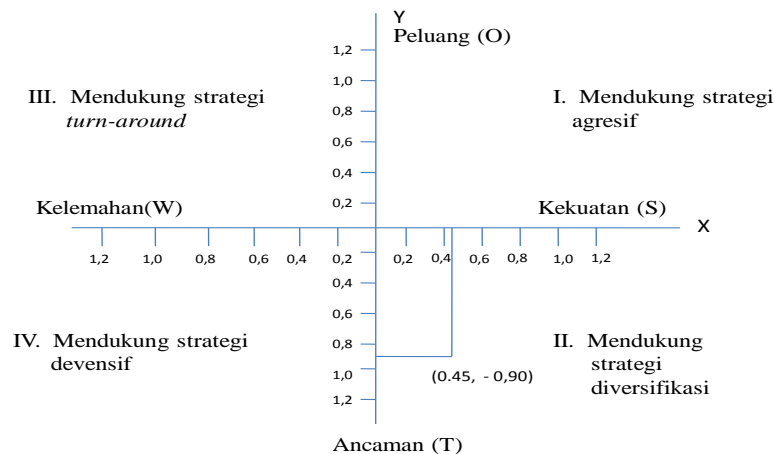 Y
Peluang (O)
1,2
1,0
0,8
0,6
0,4
0,2
III. Mendukung strategi
turn-around
I. Mendukung strategi
agresif
Kelemahan(W)
Kekuatan (S)
X
1,2 1,0 0,8 0,6 0,4 0,2 0,2 0,4 0,6 0,8 1,0 1,2
0,4
0,6
0,8
1,0
1,2
IV. Mendukung strategi
devensif
II. Mendukung
strategi
diversifikasi
(0.45, - 0,90)
Ancaman (T)